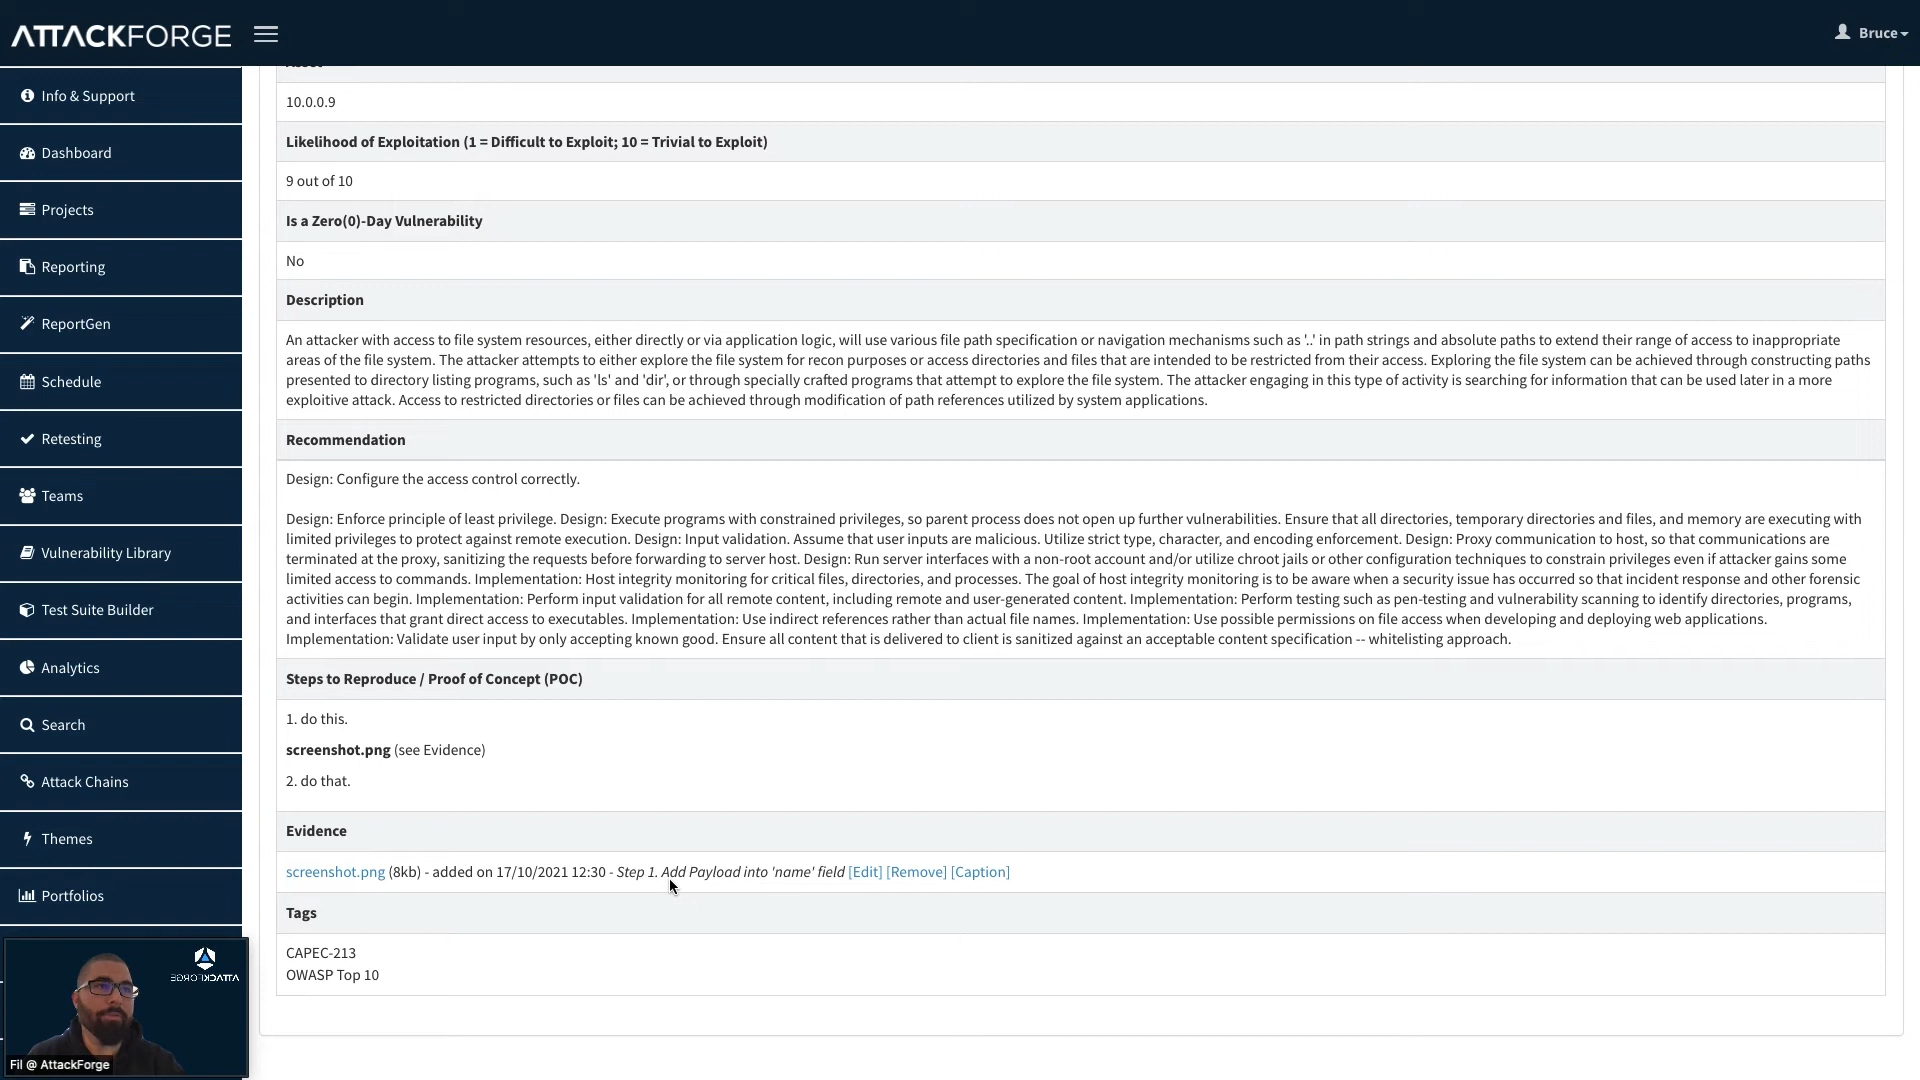 ATTACKFORGE
Bruce
Info & Support
Dashboard
Projects
Reporting
ReportGen
Schedule
Retesting
Teams
Vulnerability Library
Test Suite Builder
Analytics
Search
Attack Chains
Themes
Portfolios
10.0.0.9
Likelihood of Exploitation (1 = Difficult to Exploit; 10 = Trivial to Exploit)
9 out of 10
Is a Zero(0)-Day Vulnerability
No
Description
An attacker with access to file system resources, either directly or via application logic, will use various file path specification or navigation mechanisms such as '..' in path strings and absolute paths to extend their range of access to inappropriate
areas of the file system. The attacker attempts to either explore the file system for recon purposes or access directories and files that are intended to be restricted from their access. Exploring the file system can be achieved through constructing paths
presented to directory listing programs, such as 'ls' and 'dir', or through specially crafted programs that attempt to explore the file system. The attacker engaging in this type of activity is searching for information that can be used later in a more
exploitive attack. Access to restricted directories or files can be achieved through modification of path references utilized by system applications.
Recommendation
Design: Configure the access control correctly.
Design: Enforce principle of least privilege. Design: Execute programs with constrained privileges, so parent process does not open up further vulnerabilities. Ensure that all directories, temporary directories and files, and memory are executing with
limited privileges to protect against remote execution. Design: Input validation. Assume that user inputs are malicious. Utilize strict type, character, and encoding enforcement. Design: Proxy communication to host, so that communications are
terminated at the proxy, sanitizing the requests before forwarding to server host. Design: Run server interfaces with a non-root account and/or utilize chroot jails or other configuration techniques to constrain privileges even if attacker gains some
limited access to commands. Implementation: Host integrity monitoring for critical files, directories, and processes. The goal of host integrity monitoring is to be aware when a security issue has occurred so that incident response and other forensic
activities can begin. Implementation: Perform input validation for all remote content, including remote and user-generated content. Implementation: Perform testing such as pen-testing and vulnerability scanning to identify directories, programs,
and interfaces that grant direct access to executables. Implementation: Use indirect references rather than actual file names. Implementation: Use possible permissions on file access when developing and deploying web applications.
Implementation: Validate user input by only accepting known good. Ensure all content that is delivered to client is sanitized against an acceptable content specification -- whitelisting approach.
Steps to Reproduce / Proof of Concept (POC)
1. do this.
screenshot.png (see Evidence)
2. do that.
Evidence
screenshot.png (8kb) - added on 17/10/2021 12:30 - Step 1. Add Payload into 'name' field [Edit] [Remove] [Caption]
Tags
CAPEC-213
OWASP Top 10
ATTACKFORGE
Fil @ AttackForge